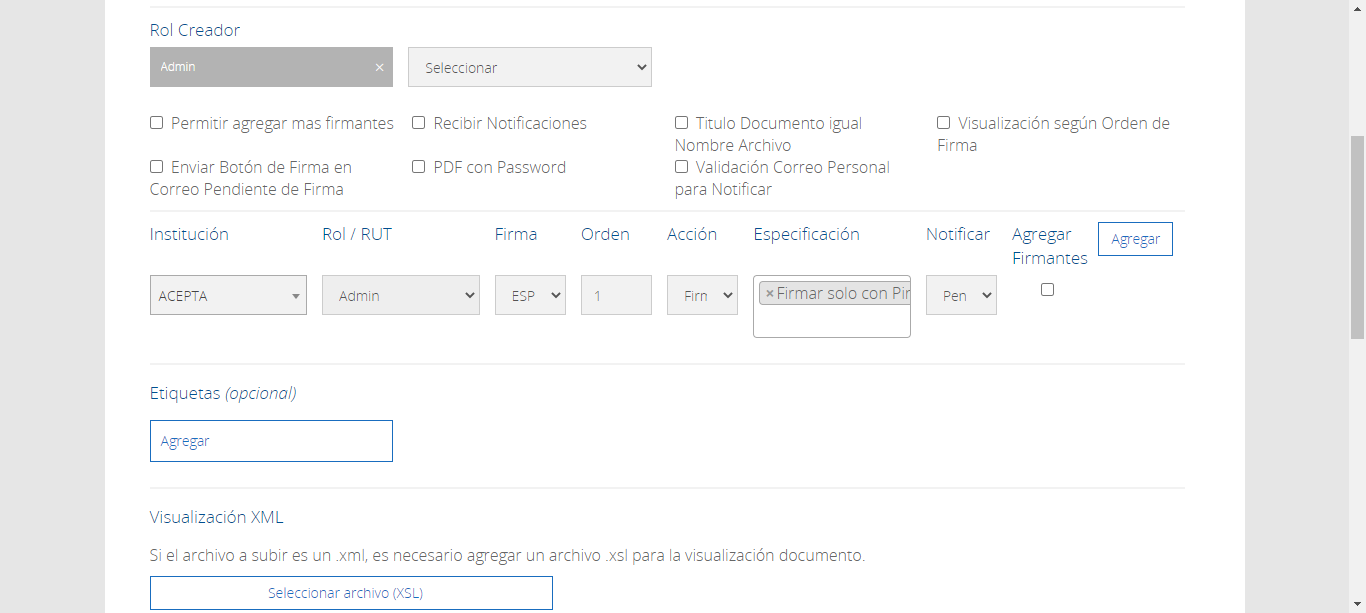 Rol Creador
Admin × Seleccionar
Permitir agregar mas firmantes Recibir Notificaciones Titulo Documento igual Nombre Archivo Visualización según Orden de Firma
Enviar Botón de Firma en Correo Pendiente de Firma PDF con Password Validación Correo Personal para Notificar
Institución Rol / RUT Firma Orden Acción Especificación Notificar Agregar Firmantes Agregar
ACEPTA Admin ESP 1 Firn ×Firmar solo con Pin Pen
Etiquetas (opcional)
Agregar
Visualización XML
Si el archivo a subir es un .xml, es necesario agregar un archivo .xsl para la visualización documento.
Seleccionar archivo (XSL)